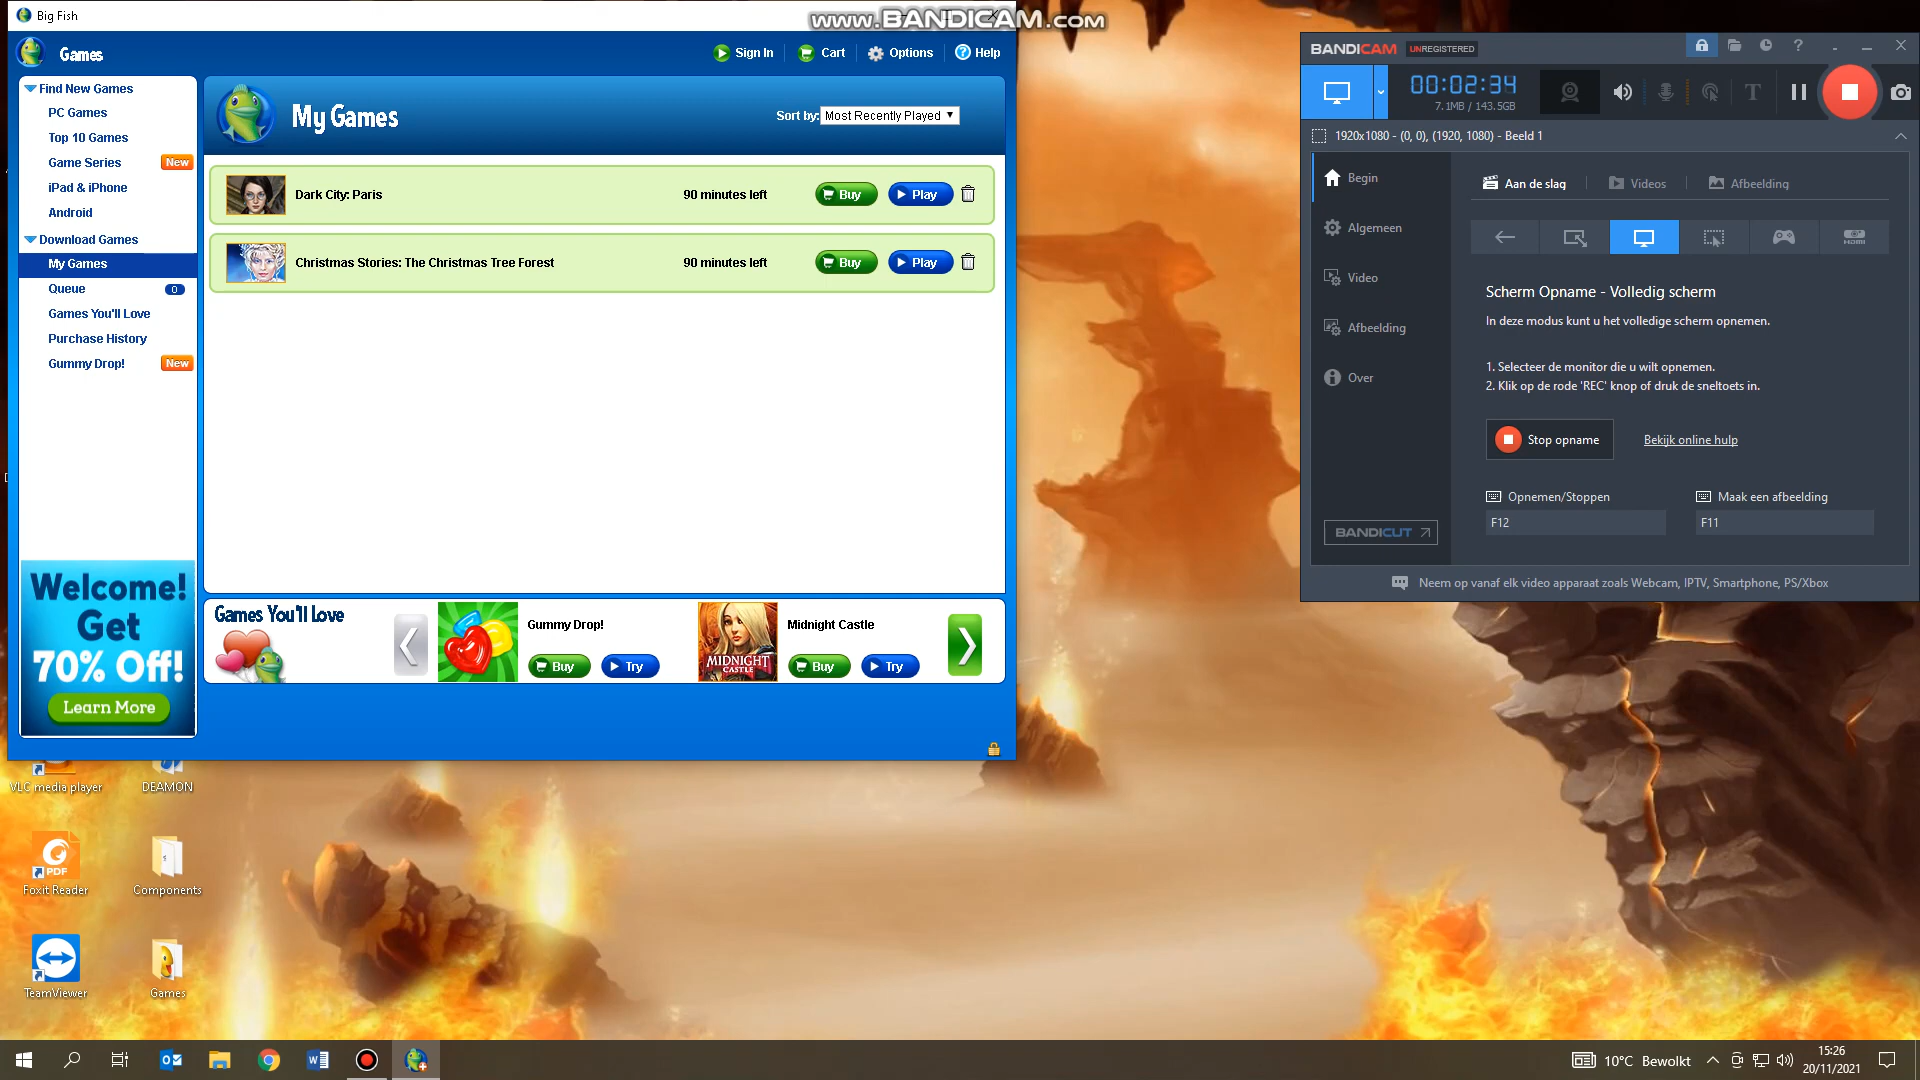 Big Fish
www.BANDICAM.com
Games
Sign In
Cart
Options
Help
Find New Games
PC Games
Top 10 Games
Game Series
New
iPad & iPhone
Android
Download Games
My Games
Queue
0
Games You'll Love
Purchase History
Gummy Drop!
New
Welcome!
Get
70% Off!
Learn More
My Games
Sort by:
Most Recently Played
Dark City: Paris
90 minutes left
Buy
Play
Christmas Stories: The Christmas Tree Forest
90 minutes left
Buy
Play
Games You'll Love
Gummy Drop!
Buy
Try
MIDNIGHT
CASTLE
Midnight Castle
Buy
Try
BANDICAM
UNREGISTERED
00:02:34
7.1MB / 143.5GB
1920x1080 - (0, 0), (1920, 1080) - Beeld 1
Begin
Algemeen
Video
Afbeelding
Over
BANDICUT
Aan de slag
Videos
Afbeelding
HDMI
Scherm Opname - Volledig scherm
In deze modus kunt u het volledige scherm opnemen.
1. Selecteer de monitor die u wilt opnemen.
2. Klik op de rode 'REC' knop of druk de sneltoets in.
Stop opname
Bekijk online hulp
Opnemen/Stoppen
F12
Maak een afbeelding
F11
Neem op vanaf elk video apparaat zoals Webcam, IPTV, Smartphone, PS/Xbox
VLC media player
DEAMON
PDF
Foxit Reader
Components
TeamViewer
Games
10°C Bewolkt
15:26
20/11/2021